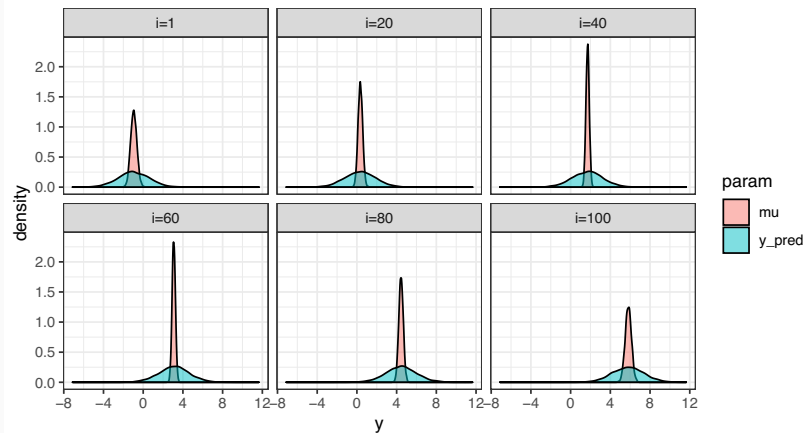 i=1 i=20 i=40
2.0
1.5
1.0
0.5
0.0
density
i=60 i=80 i=100
2.0
1.5
1.0
0.5
0.0
−8 −4 0 4 8 12 −8 −4 0 4 8 12 −8 −4 0 4 8 12
y
param
mu
y_pred